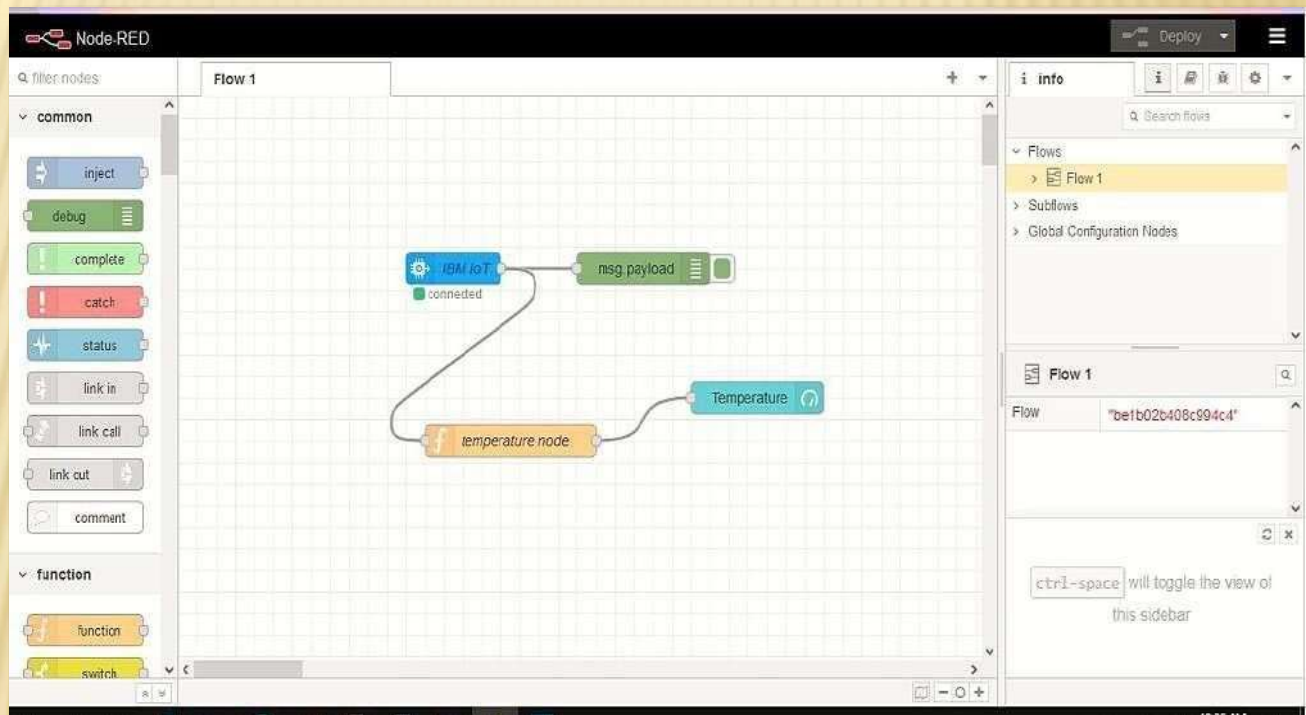 Node-RED
Deploy
filter nodes
Flow 1
i info
common
Search flows
inject
Flows
Flow 1
debug
Subflows
complete
Global Configuration Nodes
IBM IoT
msg.payload
catch
connected
status
link in
Flow 1
Temperature
Flow "be1b02b408c994c4"
link call
temperature node
link out
comment
function
ctrl-space will toggle the view of
this sidebar
function
switch